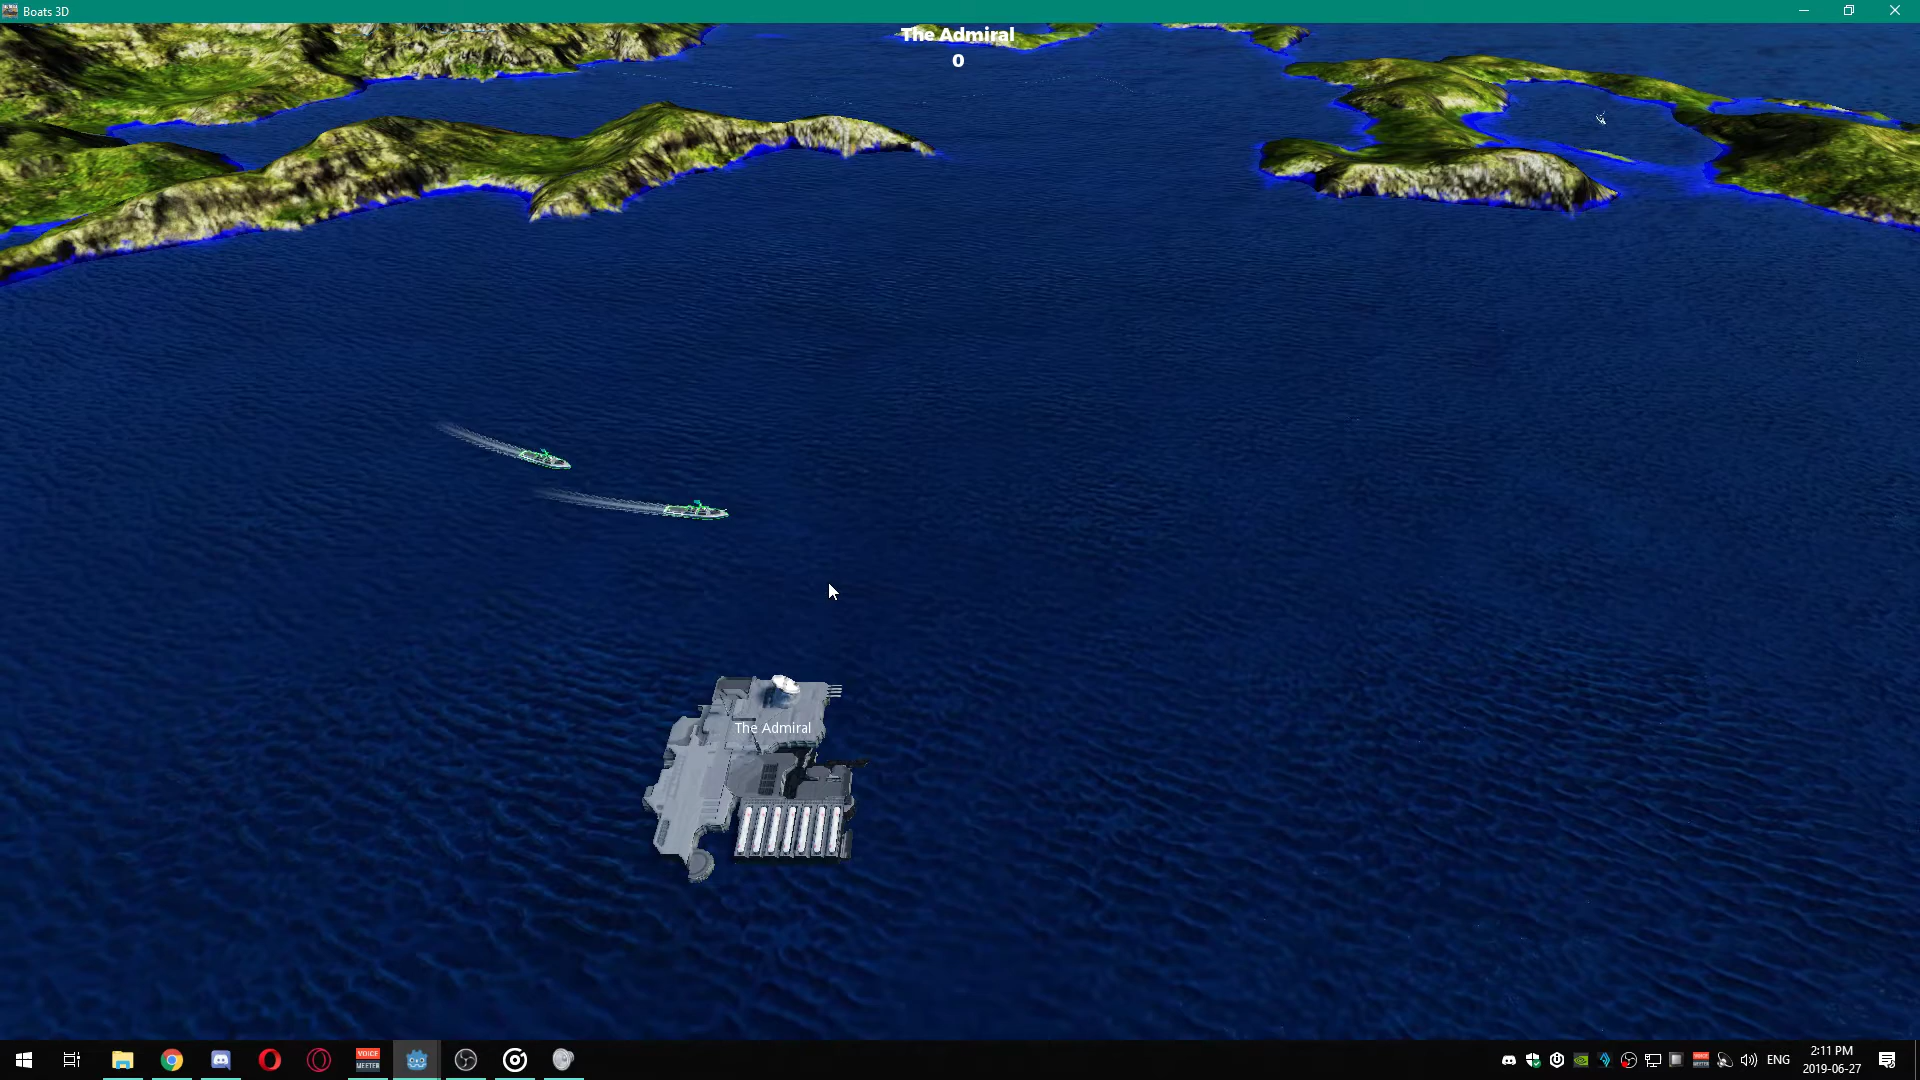 Boats 3D
The Admiral
0
The Admiral
VOICE
MEETER
ENG
2:11 PM
2019-06-27